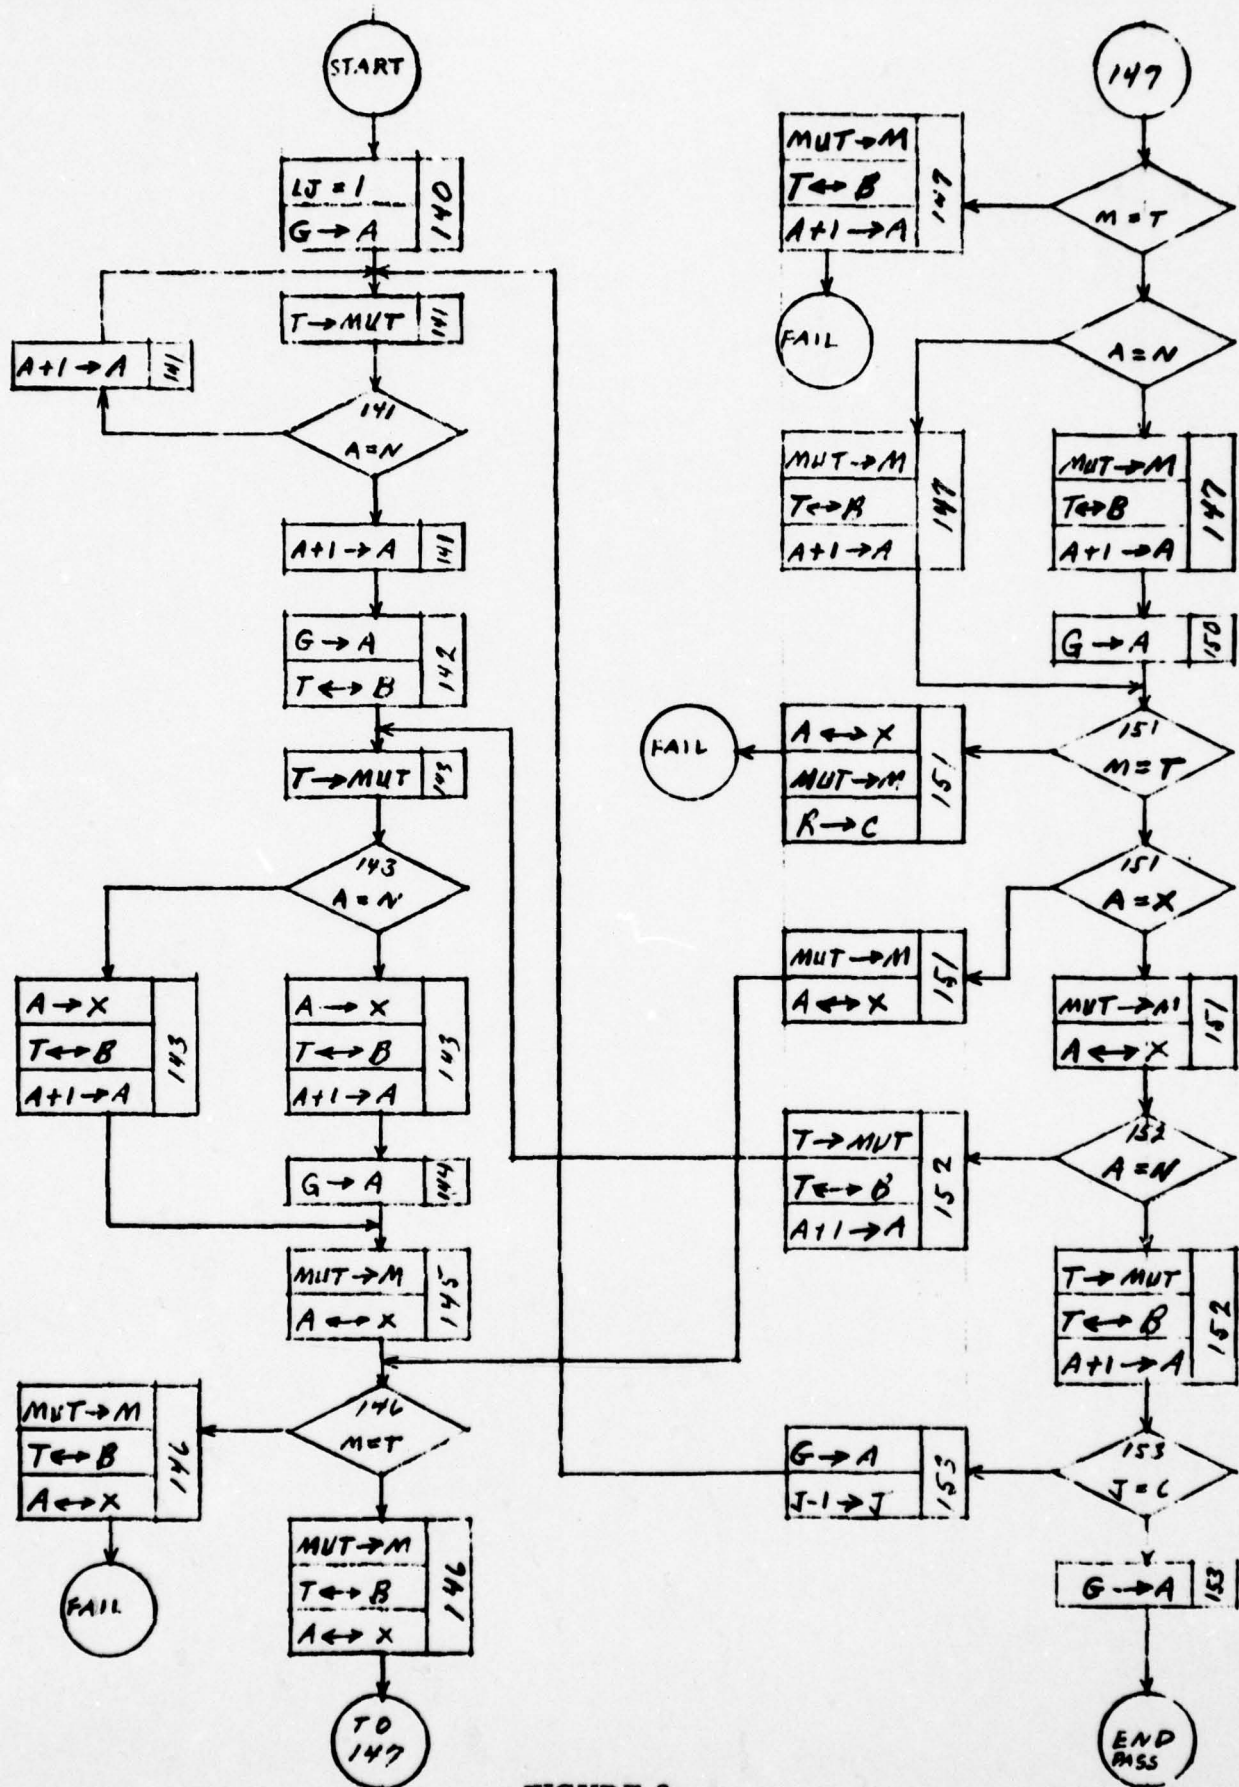 START
LJ = 1
G → A
140
T → MUT
141
A+1 → A
141
141
A = N
A+1 → A
141
G → A
T ↔ B
142
T → MUT
143
143
A = N
A → X
T ↔ B
A+1 → A
143
A → X
T ↔ B
A+1 → A
143
G → A
144
MUT → M
A ↔ X
145
146
M = T
MUT → M
T ↔ B
A ↔ X
146
FAIL
MUT → M
T ↔ B
A ↔ X
146
TO
147
147
M = T
MUT → M
T ↔ B
A+1 → A
147
FAIL
A = N
MUT → M
T ↔ B
A+1 → A
147
MUT → M
T ↔ B
A+1 → A
147
G → A
150
151
M = T
A ↔ X
MUT → M
R → C
151
FAIL
151
A = X
MUT → M
A ↔ X
151
MUT → M
A ↔ X
151
152
A = N
T → MUT
T ↔ B
A+1 → A
152
T → MUT
T ↔ B
A+1 → A
152
153
J = C
G → A
J-1 → J
153
G → A
153
END
PASS